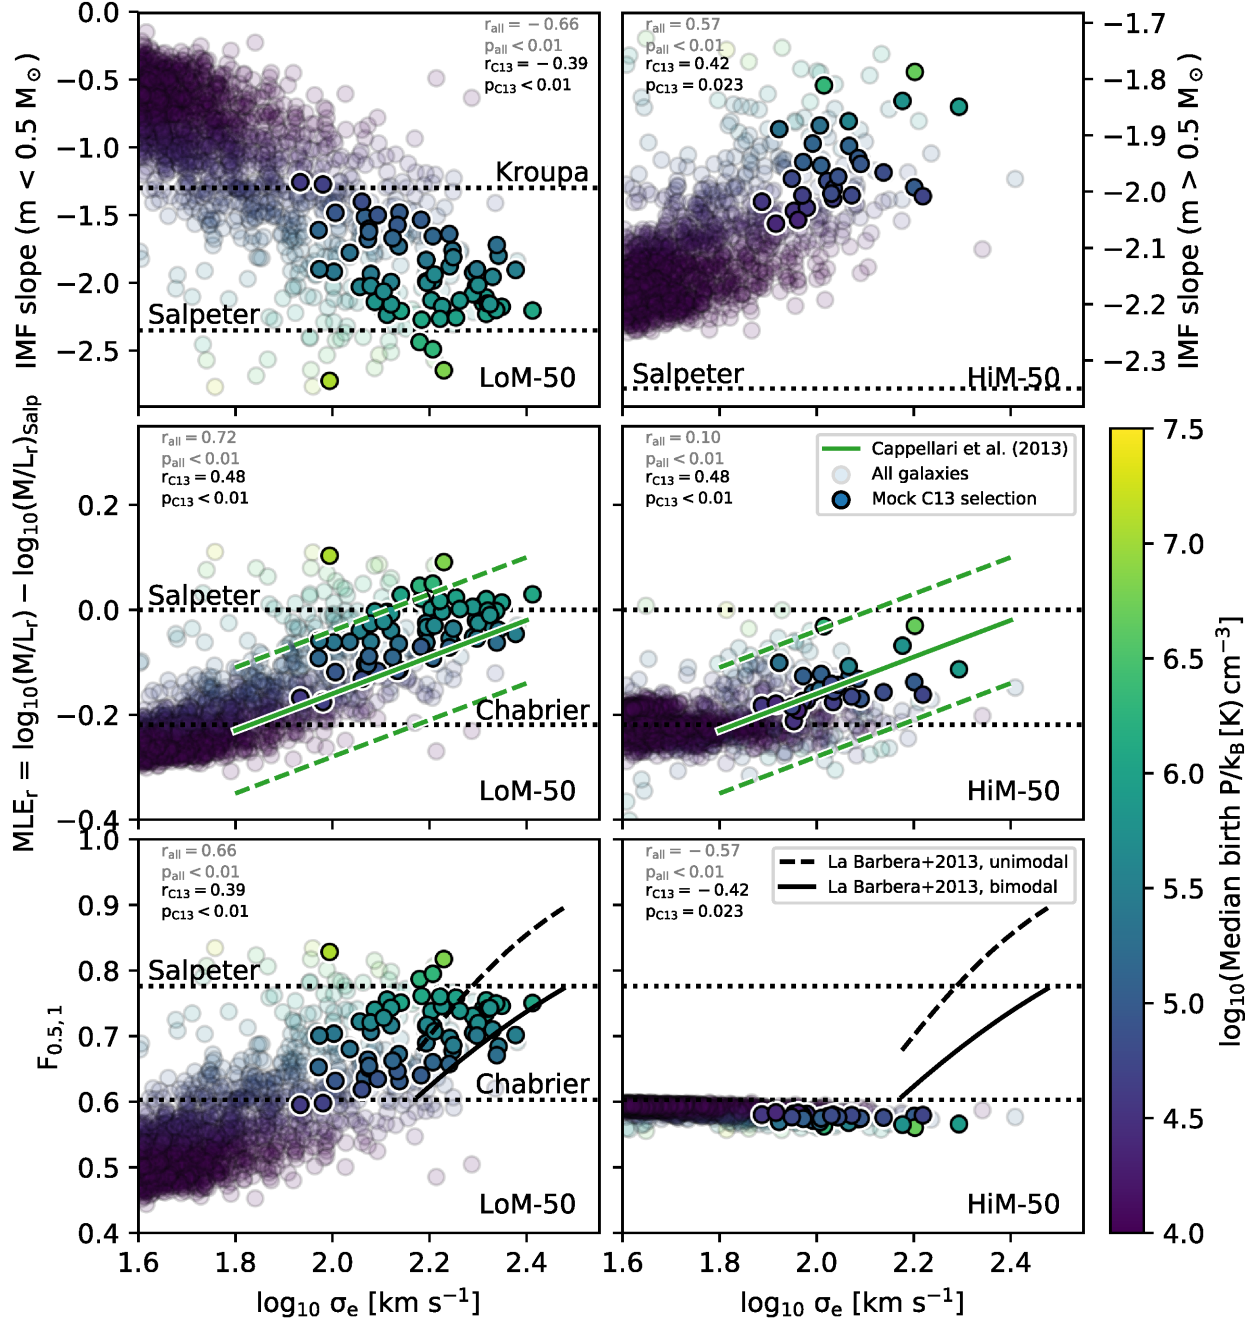 0.0
−0.5
−1.0
−1.5
−2.0
−2.5
IMF slope (m < 0.5 M⊙)
r_all = −0.66
p_all < 0.01
r_C13 = −0.39
p_C13 < 0.01
Kroupa
Salpeter
LoM-50
r_all = 0.57
p_all < 0.01
r_C13 = 0.42
p_C13 = 0.023
Salpeter
HiM-50
−1.7
−1.8
−1.9
−2.0
−2.1
−2.2
−2.3
IMF slope (m > 0.5 M⊙)
0.2
0.0
−0.2
−0.4
MLE_r = log₁₀(M/L_r) − log₁₀(M/L_r)_Salp
r_all = 0.72
p_all < 0.01
r_C13 = 0.48
p_C13 < 0.01
Salpeter
Chabrier
LoM-50
r_all = 0.10
p_all < 0.01
r_C13 = 0.48
p_C13 < 0.01
Cappellari et al. (2013)
All galaxies
Mock C13 selection
HiM-50
1.0
0.9
0.8
0.7
0.6
0.5
0.4
F_0.5, 1
r_all = 0.66
p_all < 0.01
r_C13 = 0.39
p_C13 < 0.01
Salpeter
Chabrier
LoM-50
r_all = −0.57
p_all < 0.01
r_C13 = −0.42
p_C13 = 0.023
La Barbera+2013, unimodal
La Barbera+2013, bimodal
HiM-50
1.6 1.8 2.0 2.2 2.4
log₁₀ σ_e [km s⁻¹]
1.6 1.8 2.0 2.2 2.4
log₁₀ σ_e [km s⁻¹]
7.5
7.0
6.5
6.0
5.5
5.0
4.5
4.0
log₁₀(Median birth P/k_B [K] cm⁻³)